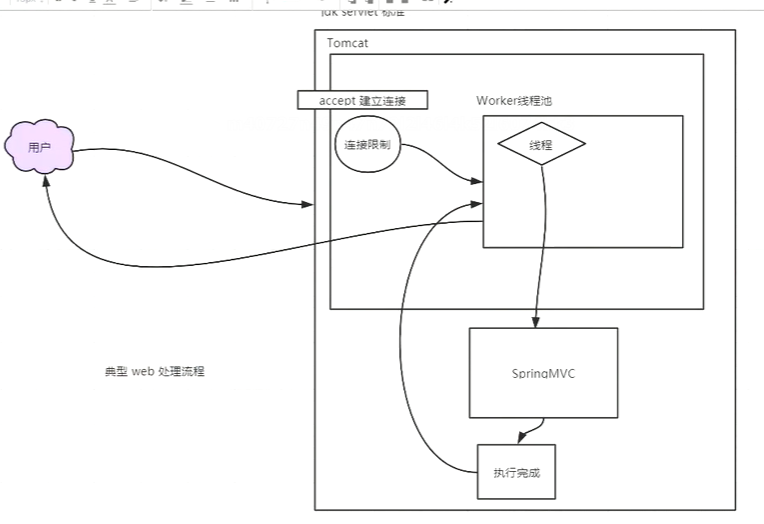 jdk servlet 标准
Tomcat
accept 建立连接
Worker线程池
用户
连接限制
线程
典型 web 处理流程
SpringMVC
执行完成